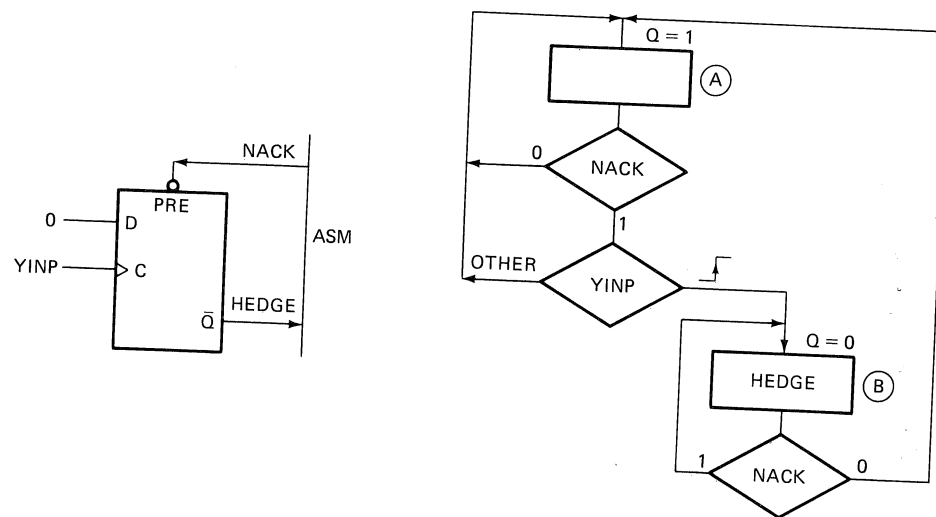 NACK
PRE
0
D
ASM
YINP
C
HEDGE
Q̄
Q = 1
A
0
NACK
1
OTHER
YINP
Q = 0
HEDGE
B
1
NACK
0